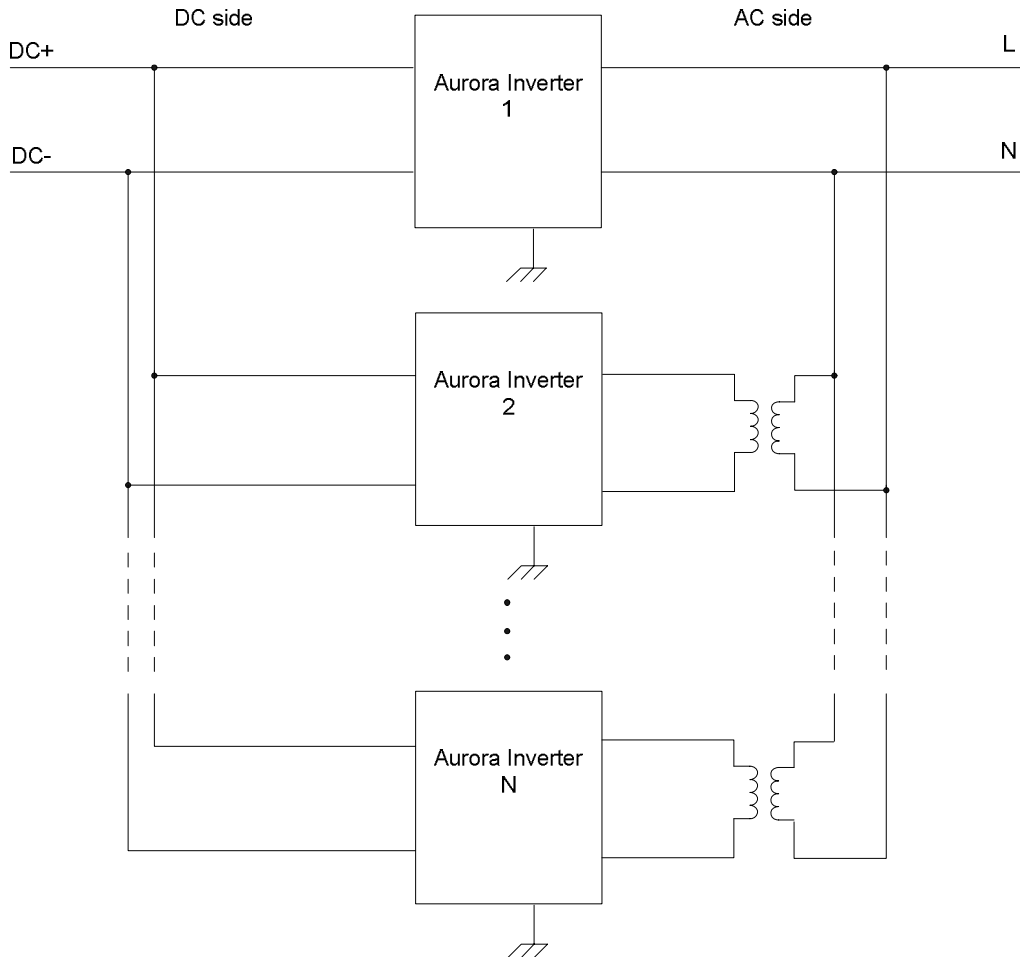 DC side
AC side
DC+
L
Aurora Inverter
1
DC-
N
Aurora Inverter
2
Aurora Inverter
N